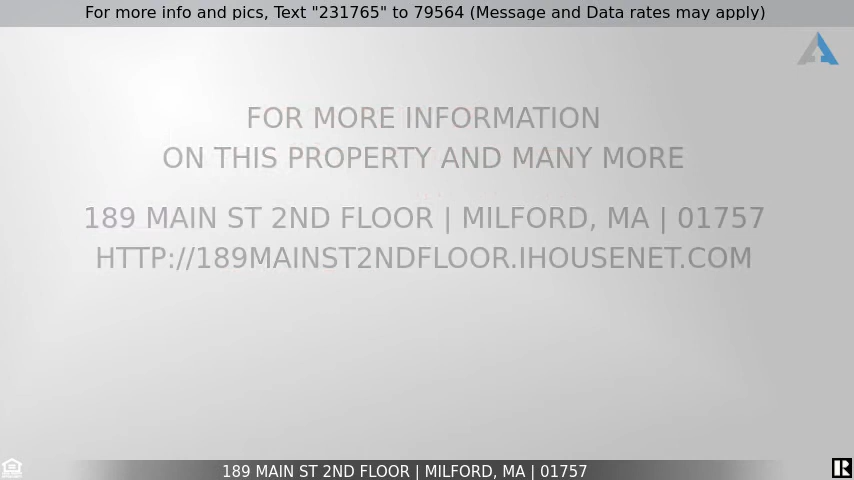 For more info and pics, Text "231765" to 79564 (Message and Data rates may apply)
FOR MORE INFORMATION
ON THIS PROPERTY AND MANY MORE
189 MAIN ST 2ND FLOOR | MILFORD, MA | 01757
HTTP://189MAINST2NDFLOOR.IHOUSENET.COM
189 MAIN ST 2ND FLOOR | MILFORD, MA | 01757